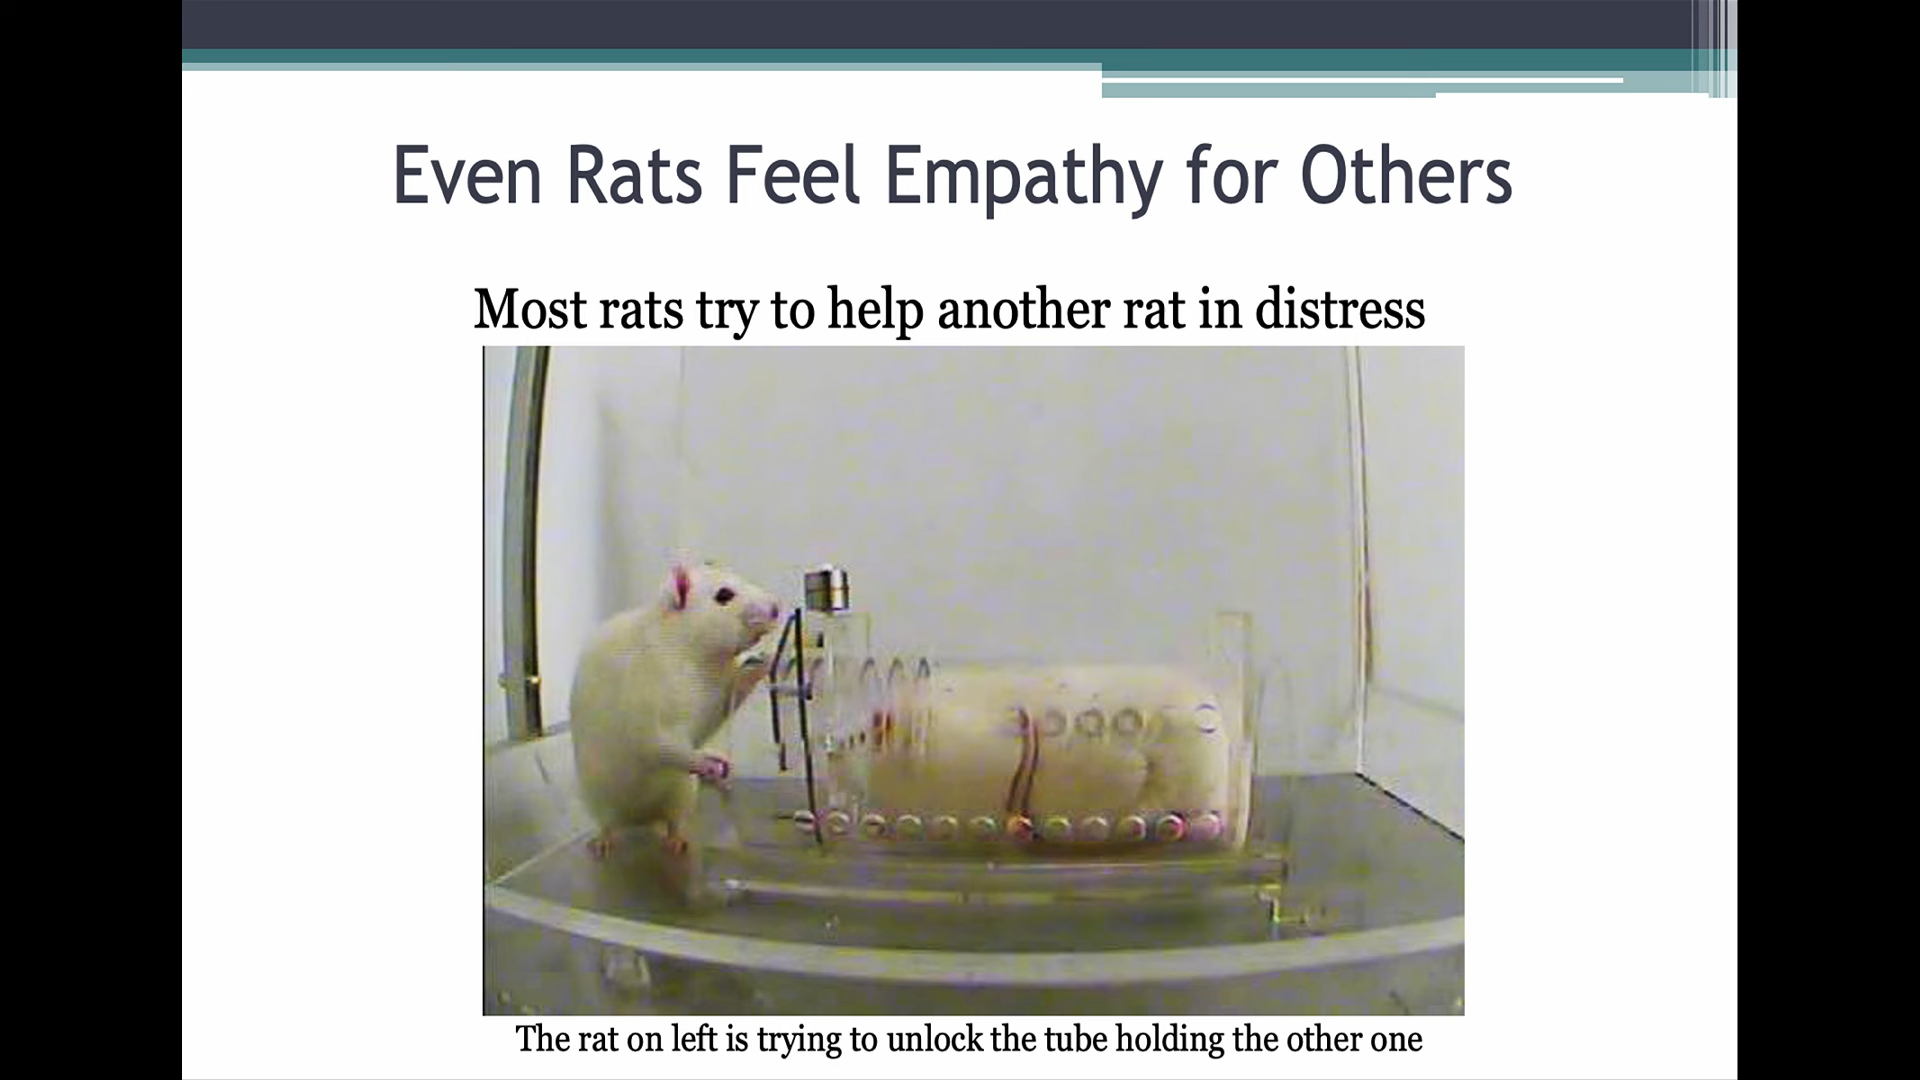 Even Rats Feel Empathy for Others
Most rats try to help another rat in distress
The rat on left is trying to unlock the tube holding the other one